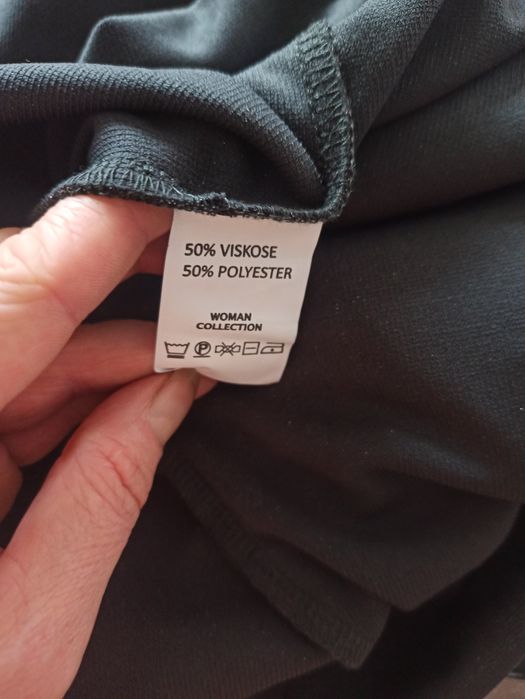 50% VISKOSE
50% POLYESTER
WOMAN
COLLECTION
P